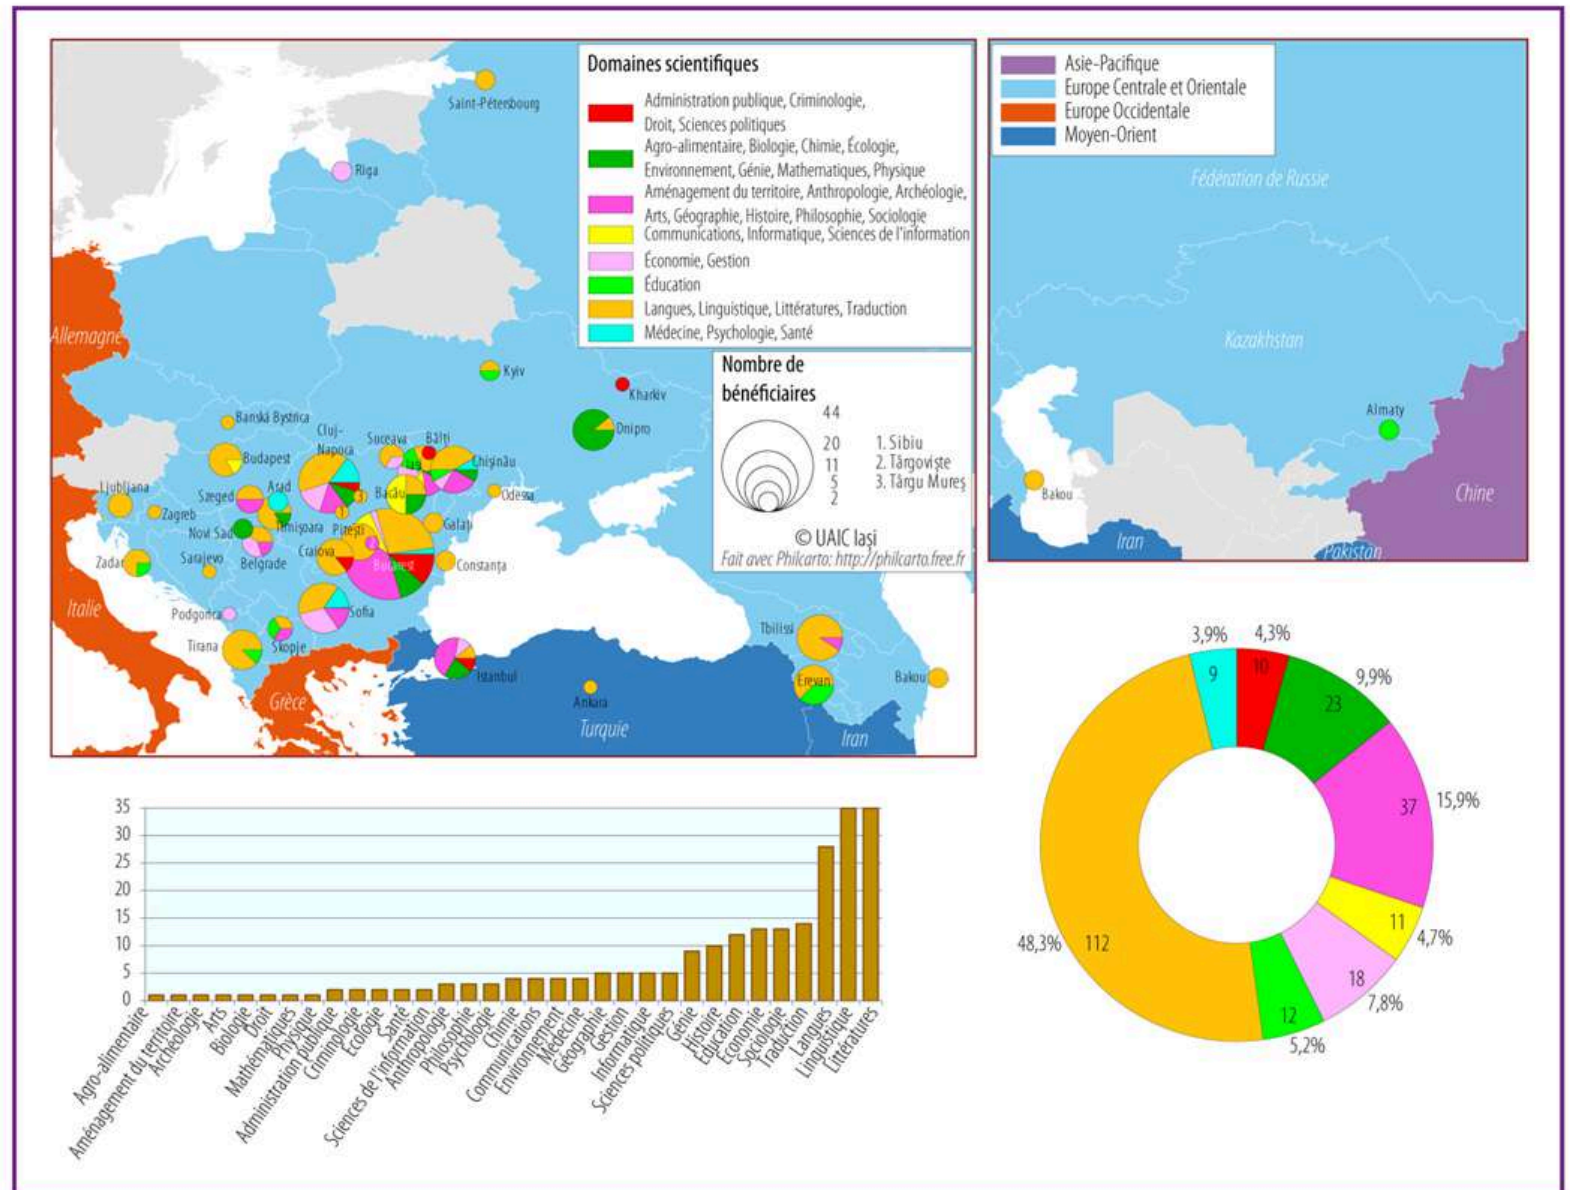 Domaines scientifiques
Administration publique, Criminologie,
Droit, Sciences politiques
Agro-alimentaire, Biologie, Chimie, Écologie,
Environnement, Génie, Mathematiques, Physique
Aménagement du territoire, Anthropologie, Archéologie,
Arts, Géographie, Histoire, Philosophie, Sociologie
Communications, Informatique, Sciences de l'information
Économie, Gestion
Éducation
Langues, Linguistique, Littératures, Traduction
Médecine, Psychologie, Santé
Nombre de
bénéficiaires
44
20
11
5
2
1. Sibiu
2. Târgoviște
3. Târgu Mureș
© UAIC Iași
Fait avec Philcarto: http://philcarto.free.fr
Saint-Pétersbourg
Riga
Allemagne
Kyiv
Kharkiv
Dnipro
Banská Bystrica
Cluj-
Napoca
Suceava
Bălți
Budapest
Iași
Chișinău
Ljubljana
Szeged
Arad
Bacău
3
Odessa
Zagreb
1
Novi Sad
Timișoara
Pitești
Galați
2
Zadar
Sarajevo
Belgrade
Craiova
Bucarest
Constanța
Italie
Podgorica
Sofia
Tirana
Skopje
Istanbul
Grèce
Ankara
Turquie
Tbilissi
Erevan
Bakou
Iran
Asie-Pacifique
Europe Centrale et Orientale
Europe Occidentale
Moyen-Orient
Fédération de Russie
Kazakhstan
Almaty
Bakou
Chine
Iran
Pakistan
35
30
25
20
15
10
5
0
Agro-alimentaire
Aménagement du territoire
Archéologie
Arts
Biologie
Droit
Mathématiques
Physique
Administration publique
Criminologie
Écologie
Santé
Sciences de l'information
Anthropologie
Philosophie
Psychologie
Chimie
Communications
Environnement
Médecine
Géographie
Gestion
Informatique
Sciences politiques
Génie
Histoire
Éducation
Économie
Sociologie
Traduction
Langues
Linguistique
Littératures
3,9%
4,3%
9
10
9,9%
23
15,9%
37
11
4,7%
18
7,8%
12
5,2%
48,3%
112